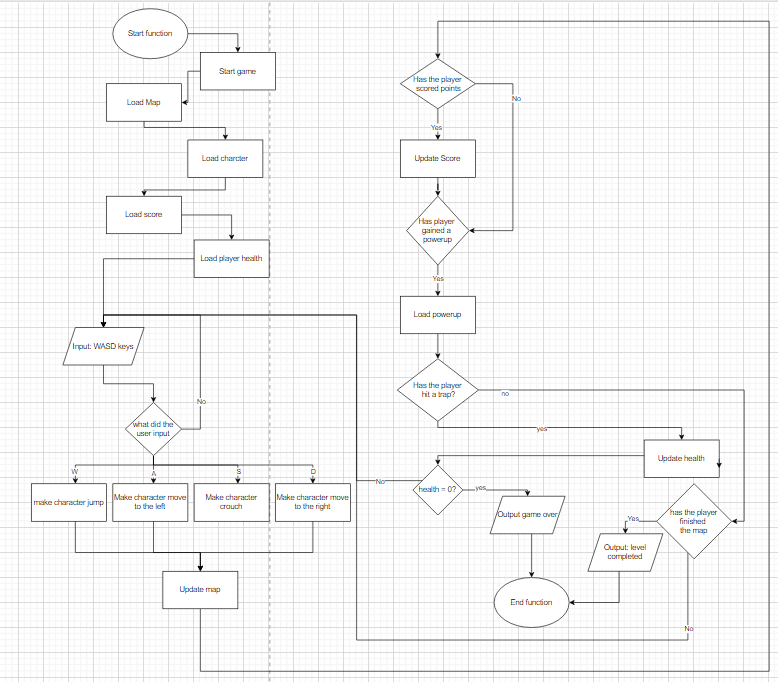 Start function
Start game
Load Map
Load charcter
Load score
Load player health
Input: WASD keys
what did the
user input
No
W
A
S
D
make character jump
Make character move
to the left
Make character
crouch
Make character move
to the right
Update map
Has the player
scored points
No
Yes
Update Score
Has player
gained a
powerup
Yes
Load powerup
Has the player
hit a trap?
no
yes
Update health
health = 0?
No
yes
Output game over
has the player
finished
the map
Yes
Output: level
completed
End function
No